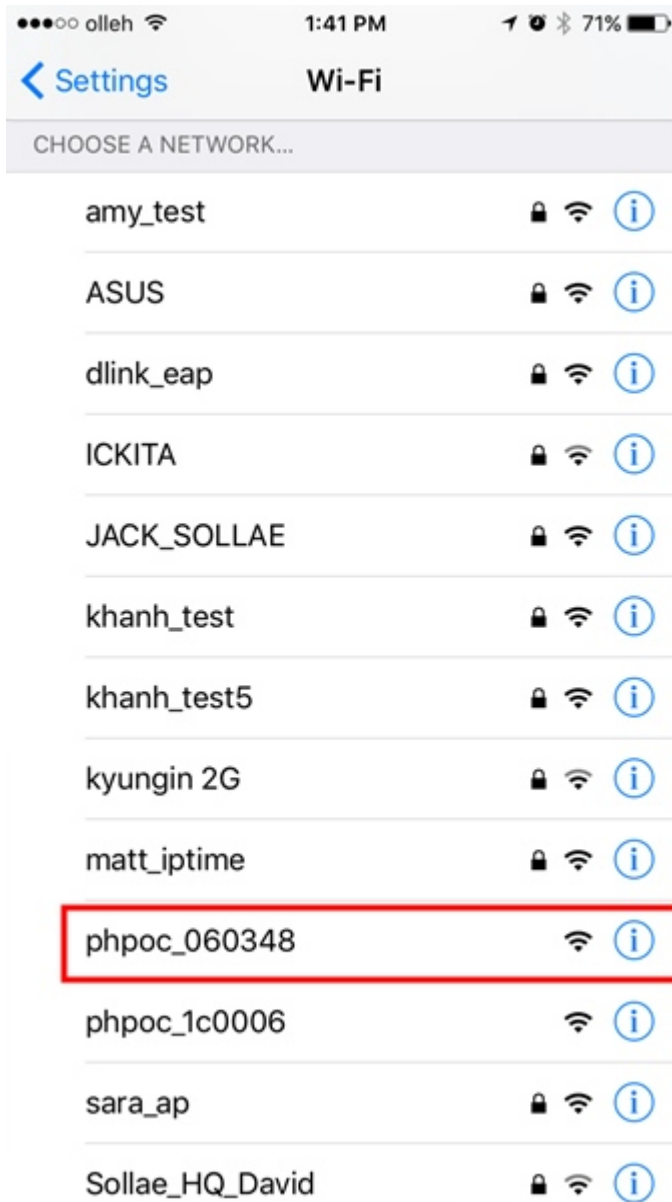 olleh 1:41 PM 71%
Settings Wi-Fi
CHOOSE A NETWORK...
amy_test
ASUS
dlink_eap
ICKITA
JACK_SOLLAE
khanh_test
khanh_test5
kyungin 2G
matt_iptime
phpoc_060348
phpoc_1c0006
sara_ap
Sollae_HQ_David